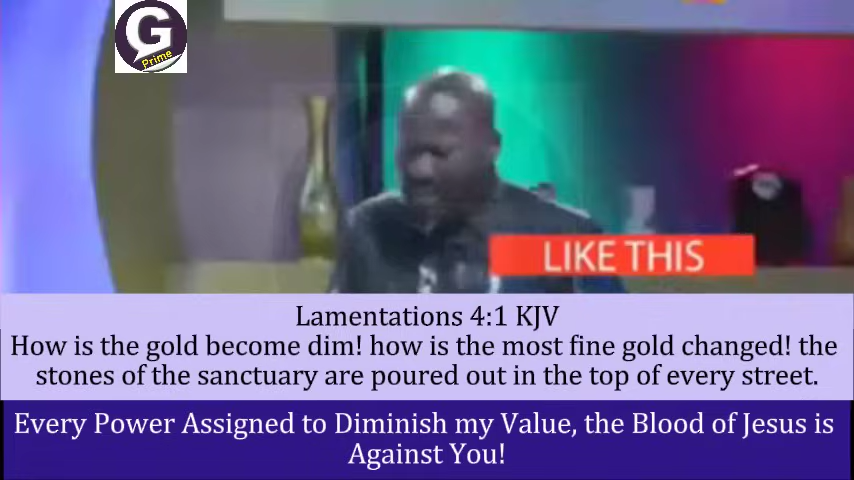 G
Prime
LIKE THIS
Lamentations 4:1 KJV
How is the gold become dim! how is the most fine gold changed! the
stones of the sanctuary are poured out in the top of every street.
Every Power Assigned to Diminish my Value, the Blood of Jesus is
Against You!